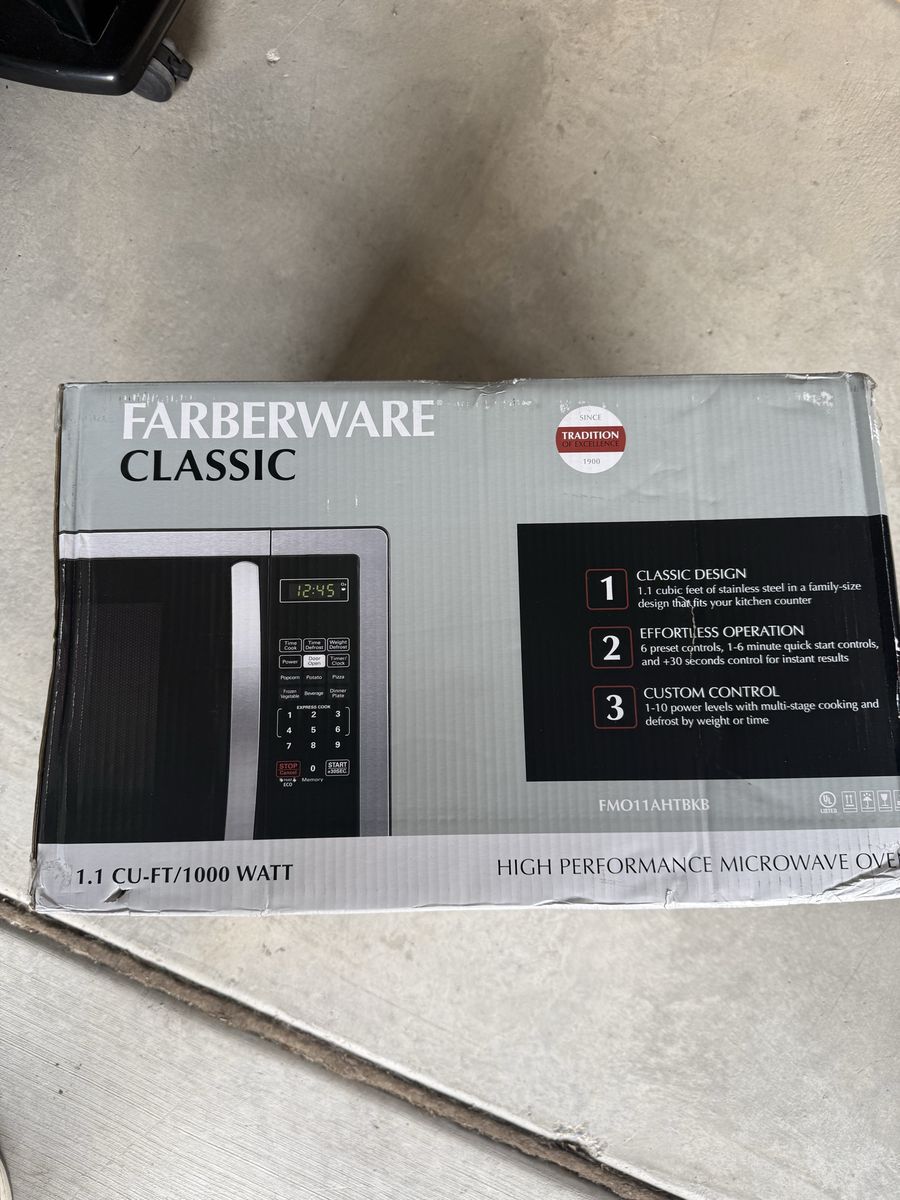 FARBERWARE®
CLASSIC
SINCE
TRADITION
OF EXCELLENCE
1900
12:45
Time Cook
Time Defrost
Weight Defrost
Power
Door Open
Timer/Clock
Popcorn
Potato
Pizza
Frozen Vegetable
Beverage
Dinner Plate
EXPRESS COOK
1 2 3
4 5 6
7 8 9
STOP
Cancel
0
START
+30SEC.
ECO
Memory
1
CLASSIC DESIGN
1.1 cubic feet of stainless steel in a family-size
design that fits your kitchen counter
2
EFFORTLESS OPERATION
6 preset controls, 1-6 minute quick start controls,
and +30 seconds control for instant results
3
CUSTOM CONTROL
1-10 power levels with multi-stage cooking and
defrost by weight or time
FMO11AHTBKB
UL
LISTED
1.1 CU-FT/1000 WATT
HIGH PERFORMANCE MICROWAVE OVE